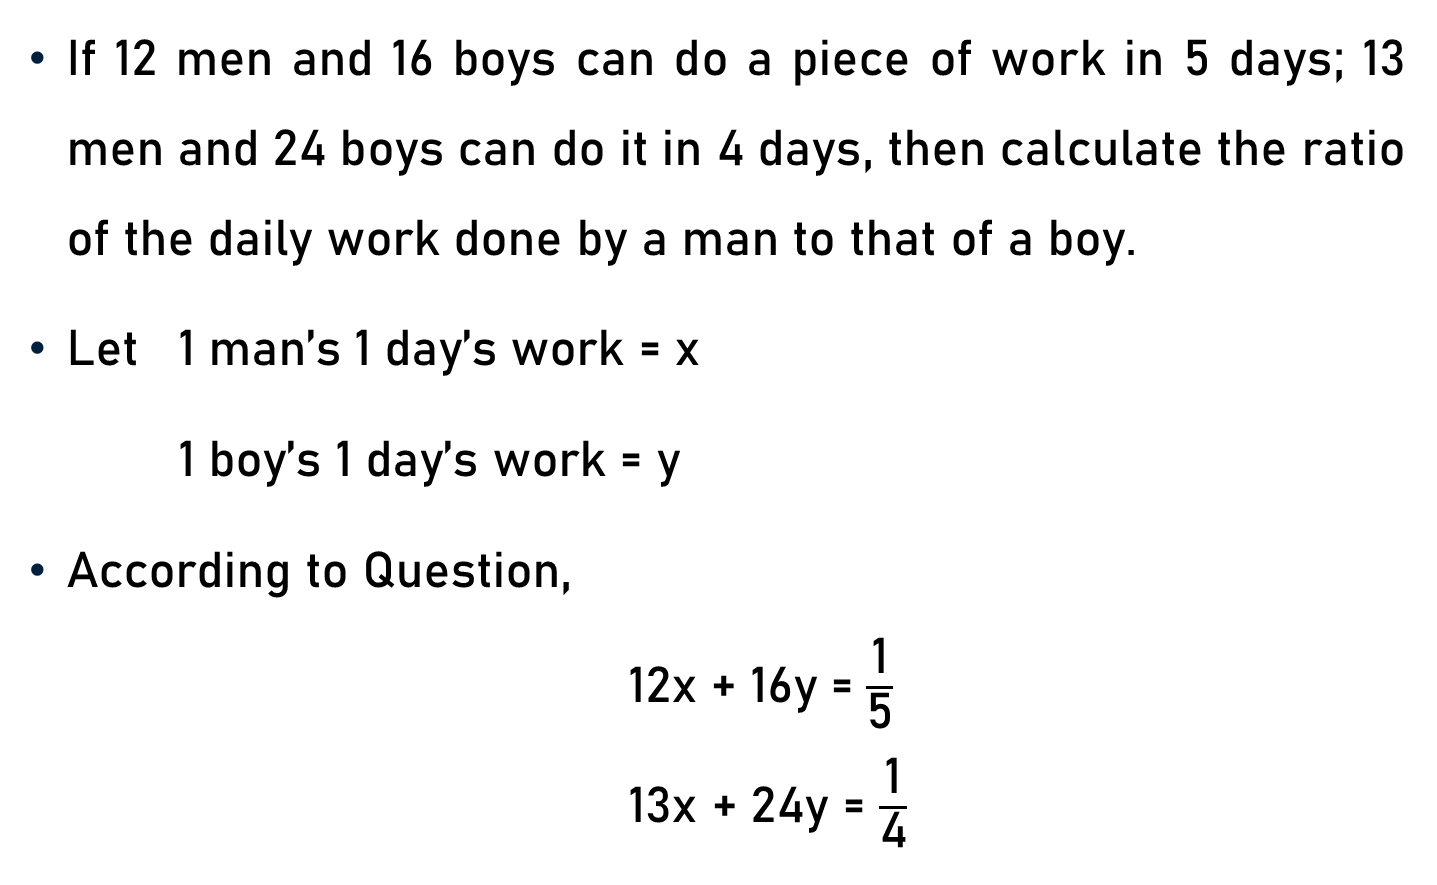 • If 12 men and 16 boys can do a piece of work in 5 days; 13
men and 24 boys can do it in 4 days, then calculate the ratio
of the daily work done by a man to that of a boy.
• Let 1 man's 1 day's work = x
1 boy's 1 day's work = y
• According to Question,
12x + 16y = 1/5
13x + 24y = 1/4